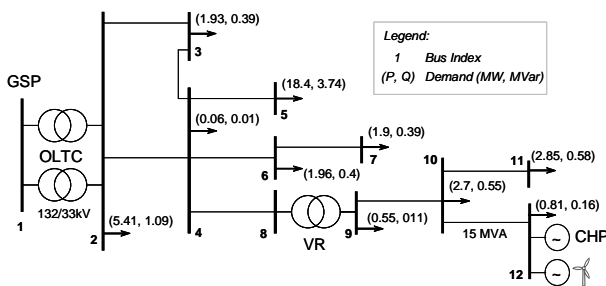 (1.93, 0.39)
3
Legend:
1 Bus Index
(P, Q) Demand (MW, MVar)
GSP
(18.4, 3.74)
5
OLTC
(0.06, 0.01)
(1.9, 0.39)
7
6
(1.96, 0.4)
10
11
(2.85, 0.58)
132/33kV
1
(5.41, 1.09)
2
4
8
VR
9
(0.55, 011)
(2.7, 0.55)
15 MVA
(0.81, 0.16)
~
CHP
~
12